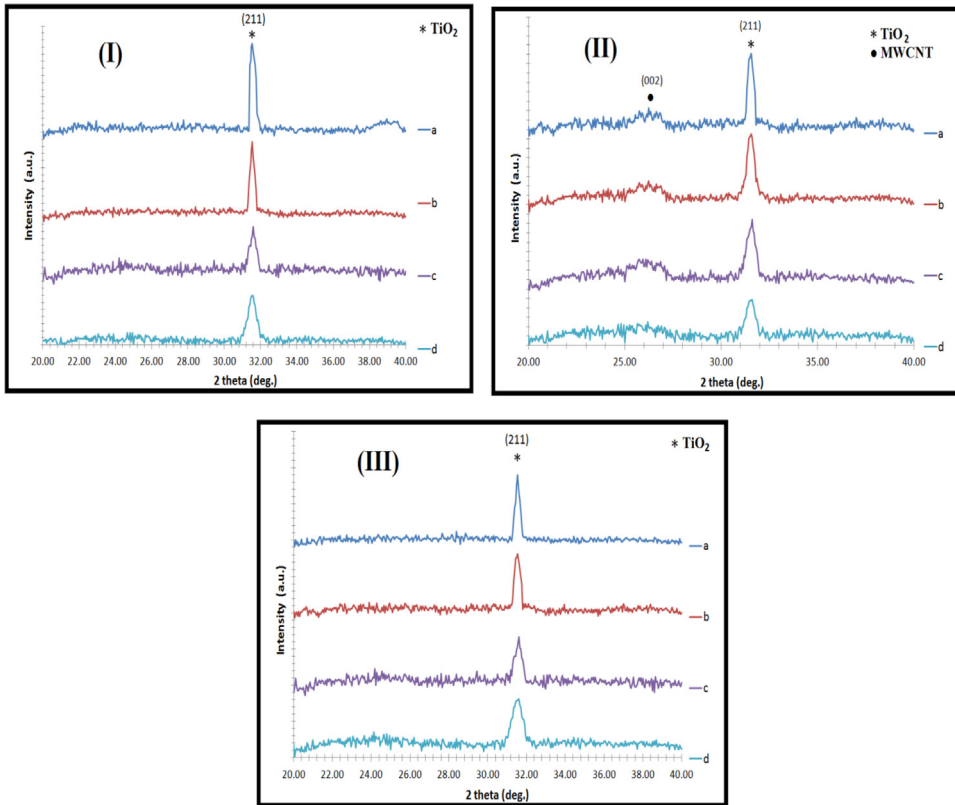 (I)
(211)
*
* TiO₂
a
b
c
d
Intensity (a.u.)
20.00 22.00 24.00 26.00 28.00 30.00 32.00 34.00 36.00 38.00 40.00
2 theta (deg.)
(II)
(211)
*
* TiO₂
● MWCNT
(002)
●
a
b
c
d
Intensity (a.u.)
20.00 25.00 30.00 35.00 40.00
2 theta (deg.)
(III)
(211)
*
* TiO₂
a
b
c
d
Intensity (a.u.)
20.00 22.00 24.00 26.00 28.00 30.00 32.00 34.00 36.00 38.00 40.00
2 theta (deg.)